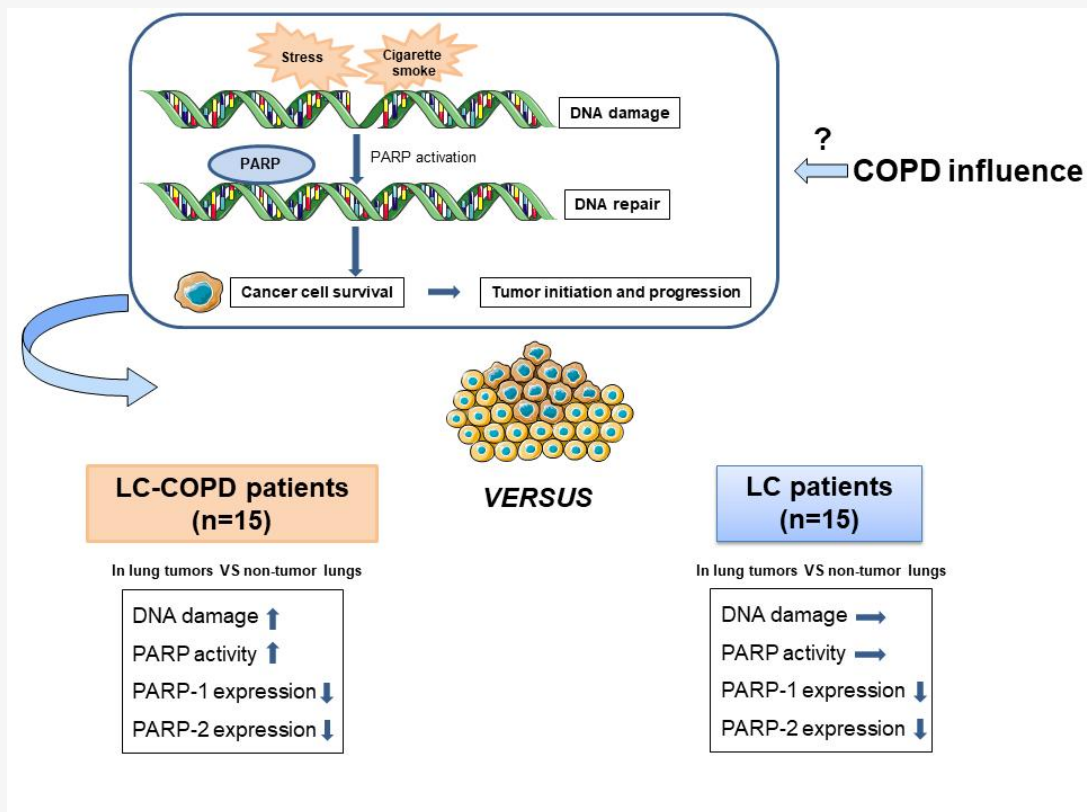 Stress
Cigarette
smoke
DNA damage
PARP activation
PARP
DNA repair
Cancer cell survival
Tumor initiation and progression
?
COPD influence
VERSUS
LC-COPD patients
(n=15)
In lung tumors VS non-tumor lungs
DNA damage
PARP activity
PARP-1 expression
PARP-2 expression
LC patients
(n=15)
In lung tumors VS non-tumor lungs
DNA damage
PARP activity
PARP-1 expression
PARP-2 expression